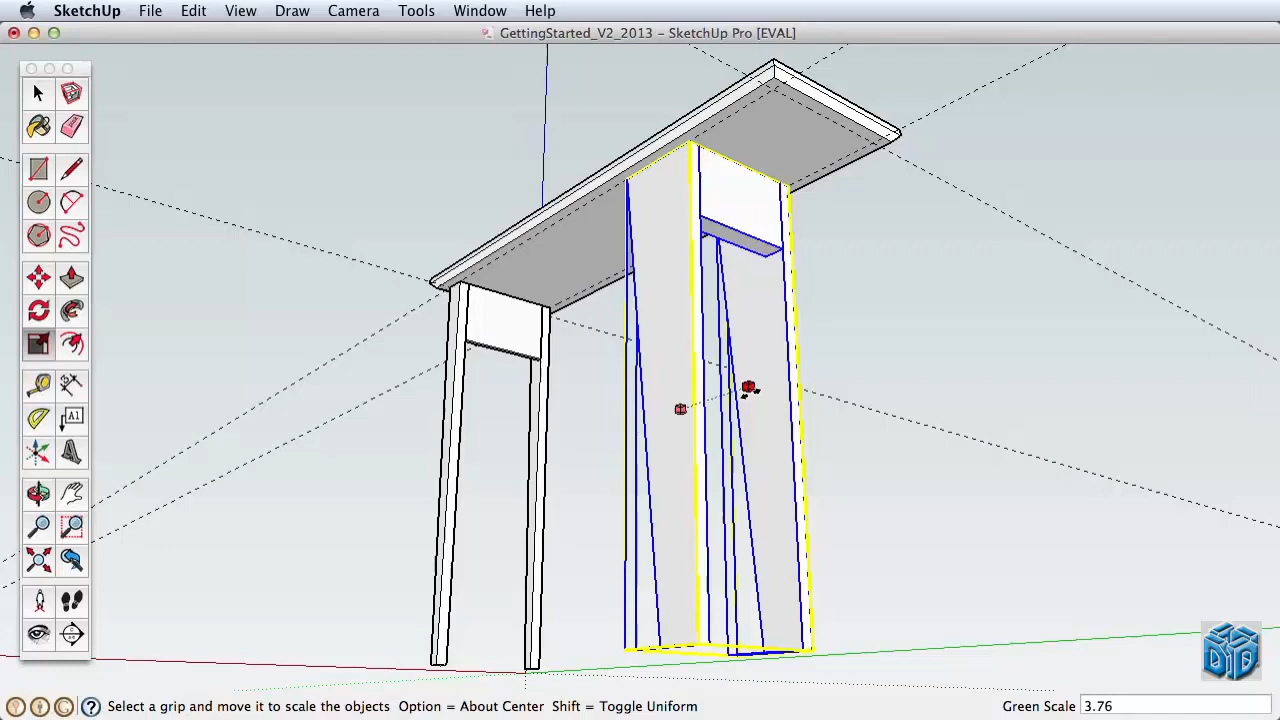 SketchUp File Edit View Draw Camera Tools Window Help
GettingStarted_V2_2013 - SketchUp Pro [EVAL]
A1
Select a grip and move it to scale the objects Option = About Center Shift = Toggle Uniform
Green Scale 3.76